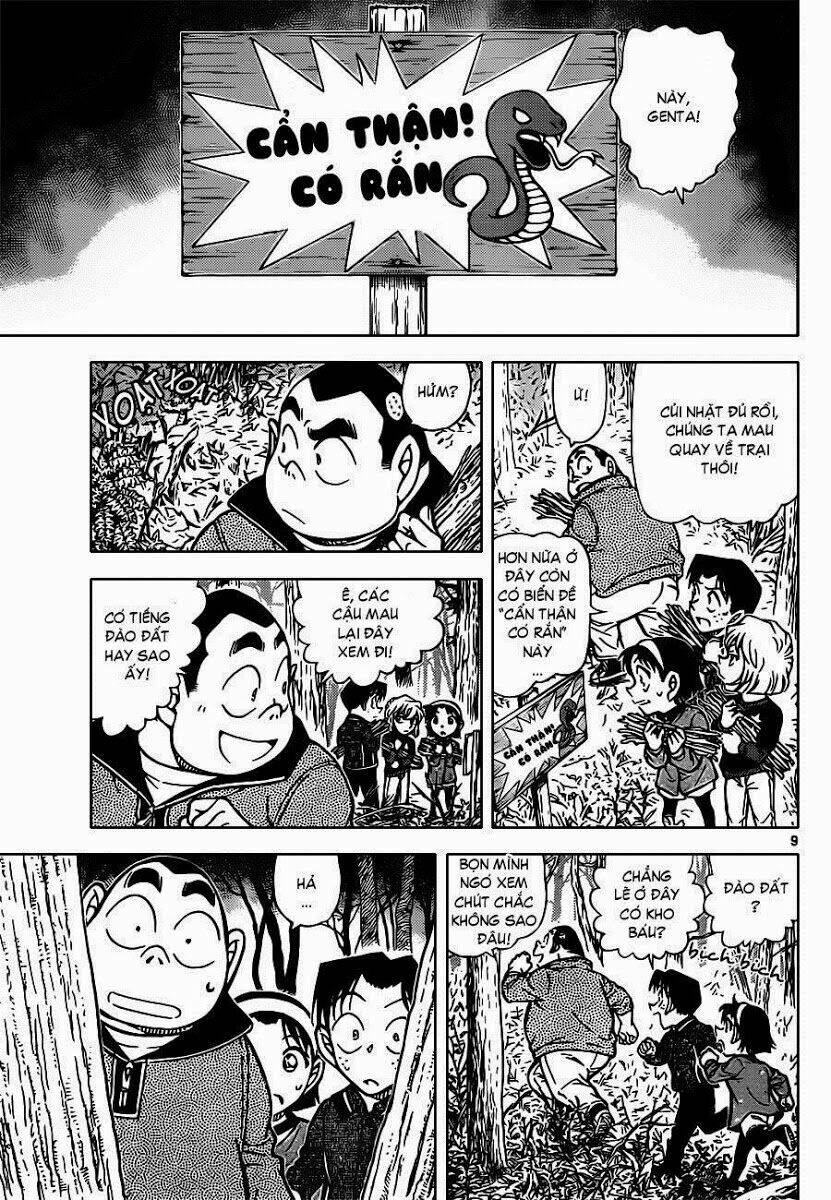 CẨN THẬN!
CÓ RẮN
NÀY,
GENTA!
CỦI NHẶT ĐỦ RỒI,
CHÚNG TA MAU
QUAY VỀ TRẠI
THÔI!
Ừ!
HƠN NỮA Ở
ĐÂY CÒN
CÓ BIỂN ĐỀ
"CẨN THẬN
CÓ RẮN"
NÀY
...
CẨN THẬN!
CÓ RẮN
HỬM?
XOẠT XOẠT
Ê, CÁC
CẬU MAU
LẠI ĐÂY
XEM ĐI!
CÓ TIẾNG
ĐÀO ĐẤT
HAY SAO
ẤY!
9
ĐÀO ĐẤT
?
CHẲNG
LẼ Ở ĐÂY
CÓ KHO
BÁU?
BỌN MÌNH
NGÓ XEM
CHÚT CHẮC
KHÔNG SAO
ĐÂU!
bịch bịch
HẢ
...